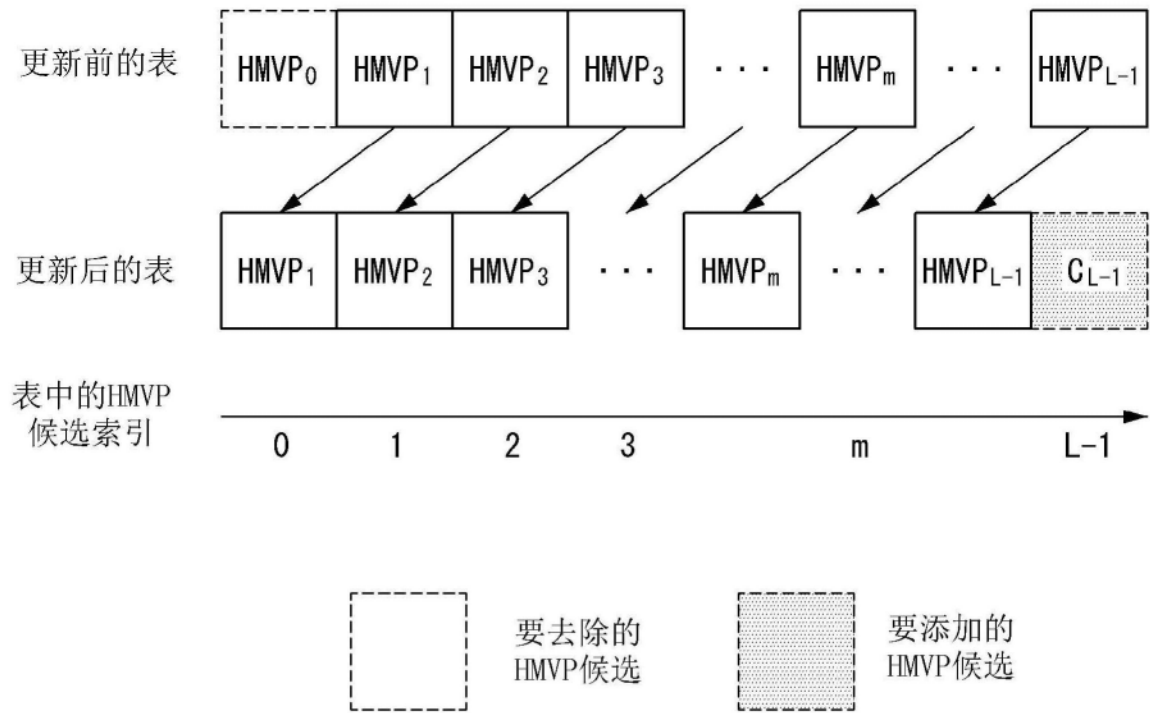 更新前的表 HMVP₀ HMVP₁ HMVP₂ HMVP₃ ··· HMVPₘ ··· HMVP_L-1
更新后的表 HMVP₁ HMVP₂ HMVP₃ ··· HMVPₘ ··· HMVP_L-1 C_L-1
表中的HMVP
候选索引
0 1 2 3 m L-1
要去除的
HMVP候选
要添加的
HMVP候选